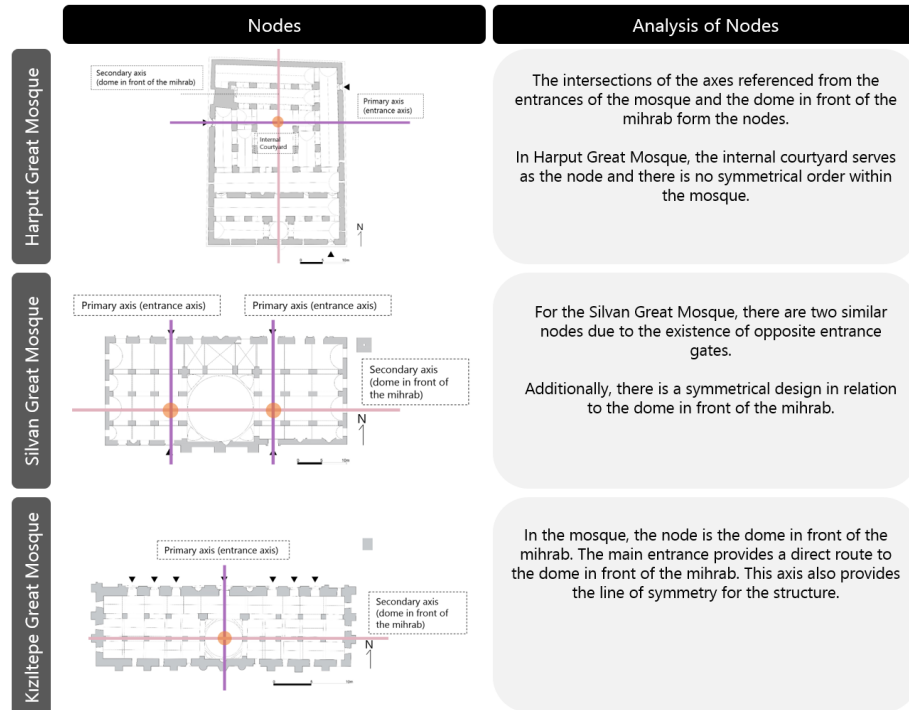 Nodes
Analysis of Nodes
Harput Great Mosque
Secondary axis
(dome in front of the mihrab)
Primary axis
(entrance axis)
Internal
Courtyard
N
10m
The intersections of the axes referenced from the
entrances of the mosque and the dome in front of the
mihrab form the nodes.
In Harput Great Mosque, the internal courtyard serves
as the node and there is no symmetrical order within
the mosque.
Silvan Great Mosque
Primary axis (entrance axis)
Primary axis (entrance axis)
Secondary axis
(dome in front of
the mihrab)
N
10m
For the Silvan Great Mosque, there are two similar
nodes due to the existence of opposite entrance
gates.
Additionally, there is a symmetrical design in relation
to the dome in front of the mihrab.
Kızıltepe Great Mosque
Primary axis (entrance axis)
Secondary axis
(dome in front of
the mihrab)
N
10m
In the mosque, the node is the dome in front of the
mihrab. The main entrance provides a direct route to
the dome in front of the mihrab. This axis also provides
the line of symmetry for the structure.